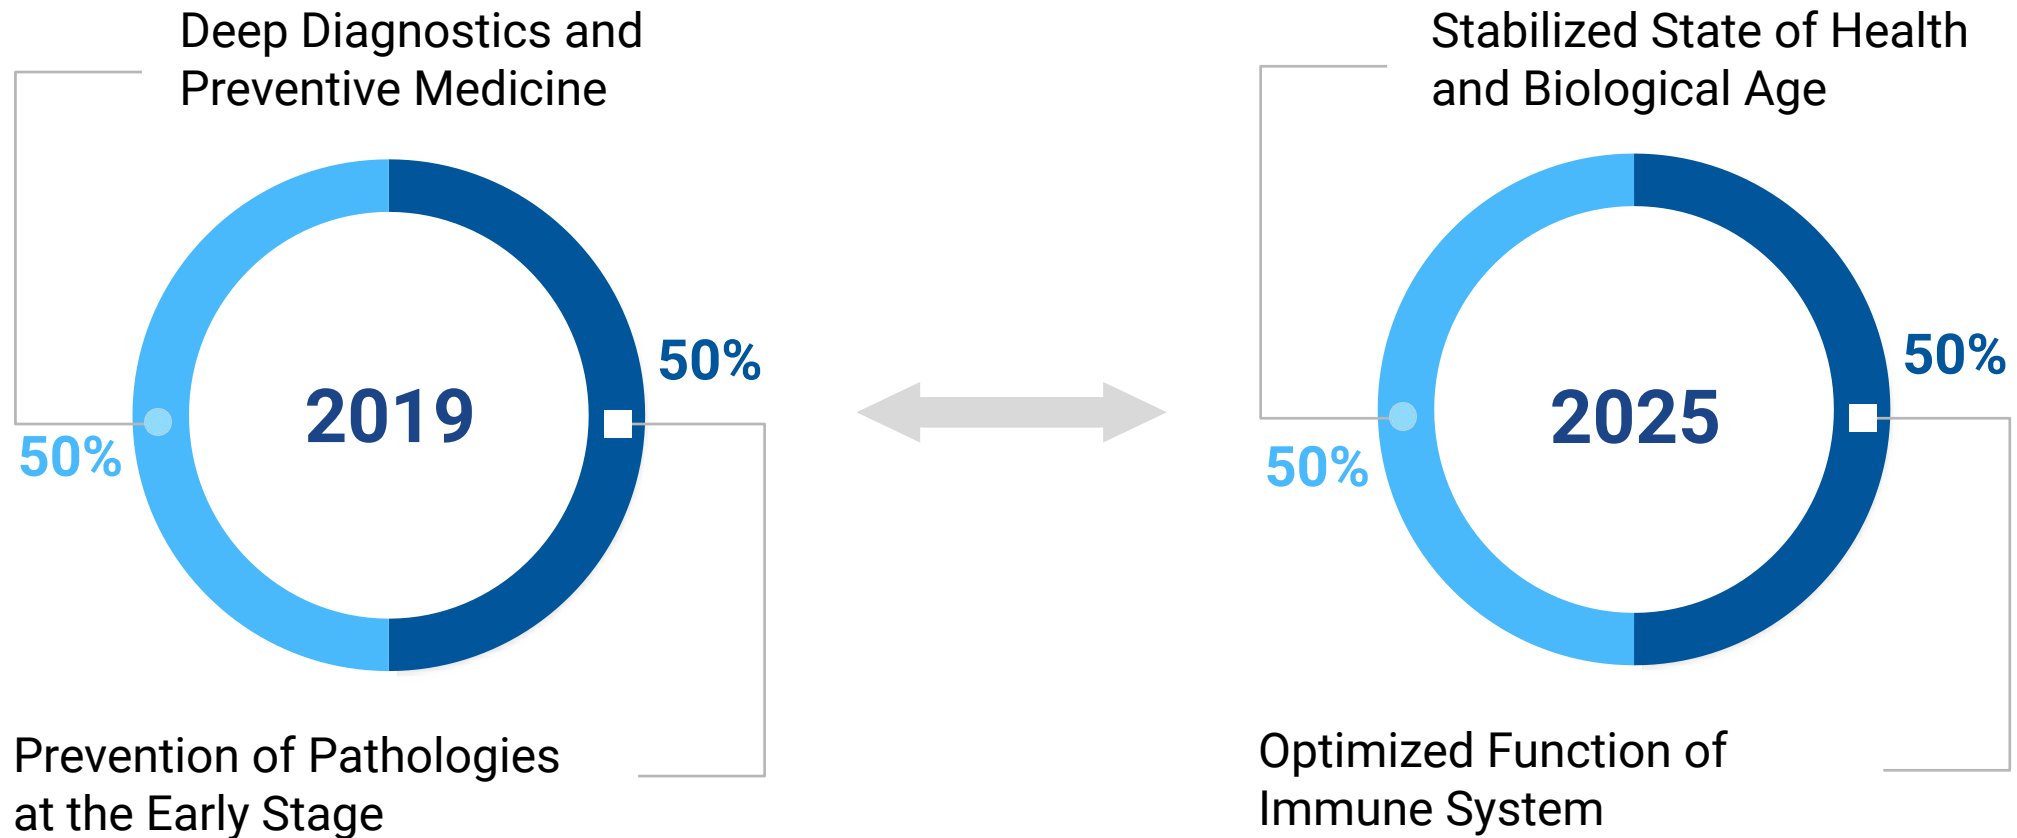 Deep Diagnostics and
Preventive Medicine
50%
2019
50%
Prevention of Pathologies
at the Early Stage
Stabilized State of Health
and Biological Age
50%
2025
50%
Optimized Function of
Immune System